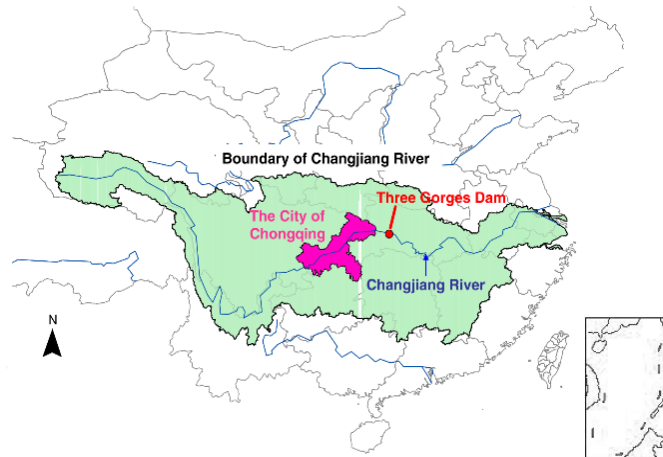 Boundary of Changjiang River
Three Gorges Dam
The City of
Chongqing
Changjiang River
N